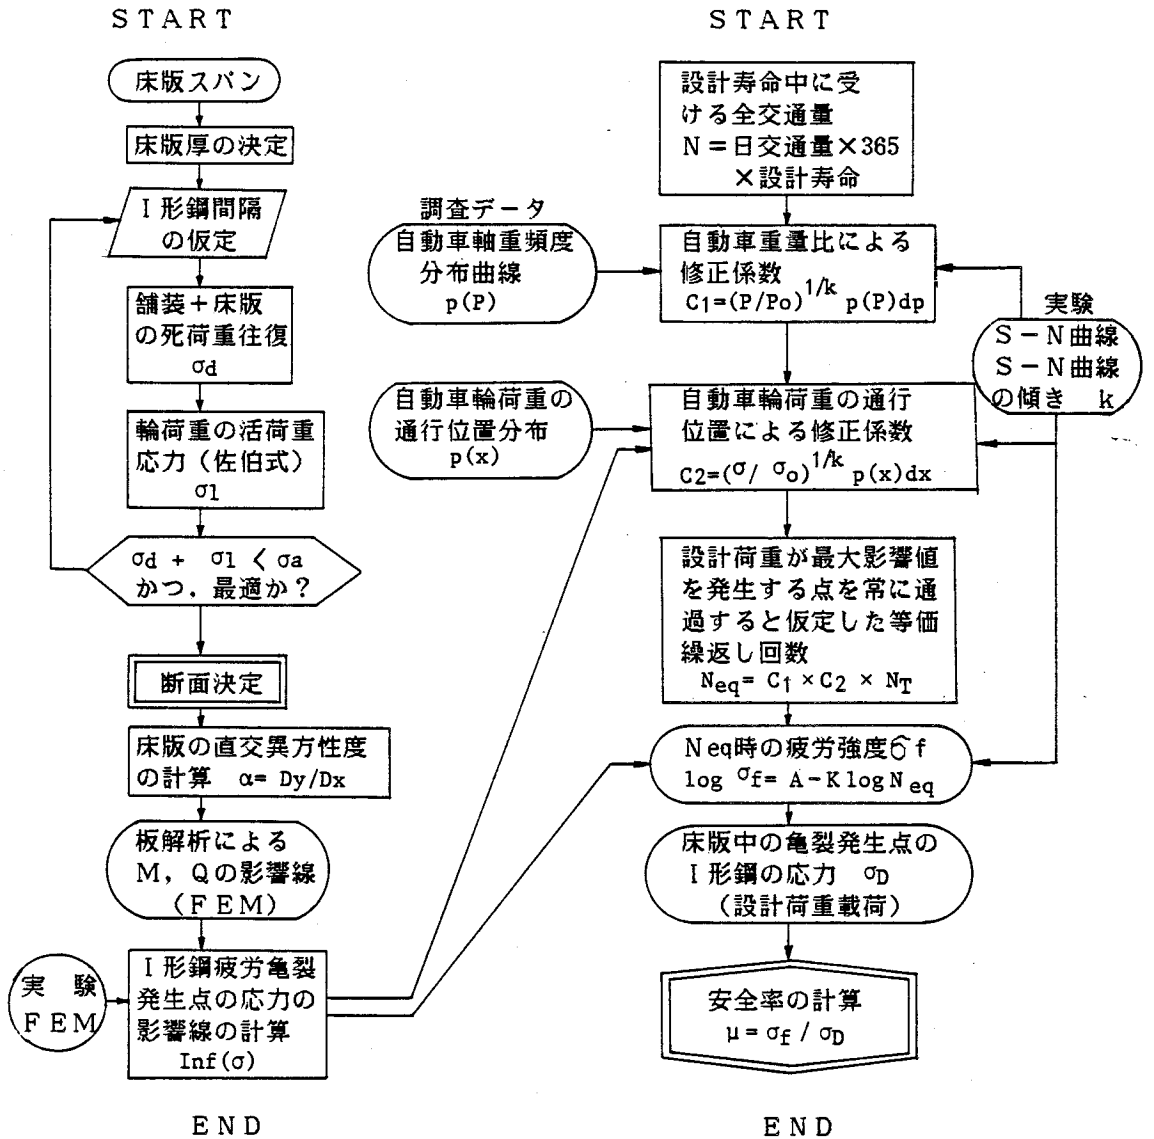 START
床版スパン
床版厚の決定
I形鋼間隔
の仮定
舗装＋床版
の死荷重往復
σd
輪荷重の活荷重
応力（佐伯式）
σl
σd + σl < σa
かつ，最適か？
断面決定
床版の直交異方性度
の計算 α= Dy/Dx
板解析による
M，Qの影響線
（FEM）
実 験
FEM
I形鋼疲労亀裂
発生点の応力の
影響線の計算
Inf(σ)
END
START
設計寿命中に受
ける全交通量
N＝日交通量×365
×設計寿命
調査データ
自動車軸重頻度
分布曲線
p(P)
自動車重量比による
修正係数
C1=(P/Po)^1/k p(P)dp
実験
S－N曲線
S－N曲線
の傾き k
自動車輪荷重の
通行位置分布
p(x)
自動車輪荷重の通行
位置による修正係数
C2=(σ/ σo)^1/k p(x)dx
設計荷重が最大影響値
を発生する点を常に通
過すると仮定した等価
繰返し回数
Neq= C1×C2 × NT
Neq時の疲労強度σf
log σf= A－K log Neq
床版中の亀裂発生点の
I形鋼の応力 σD
（設計荷重載荷）
安全率の計算
μ= σf / σD
END